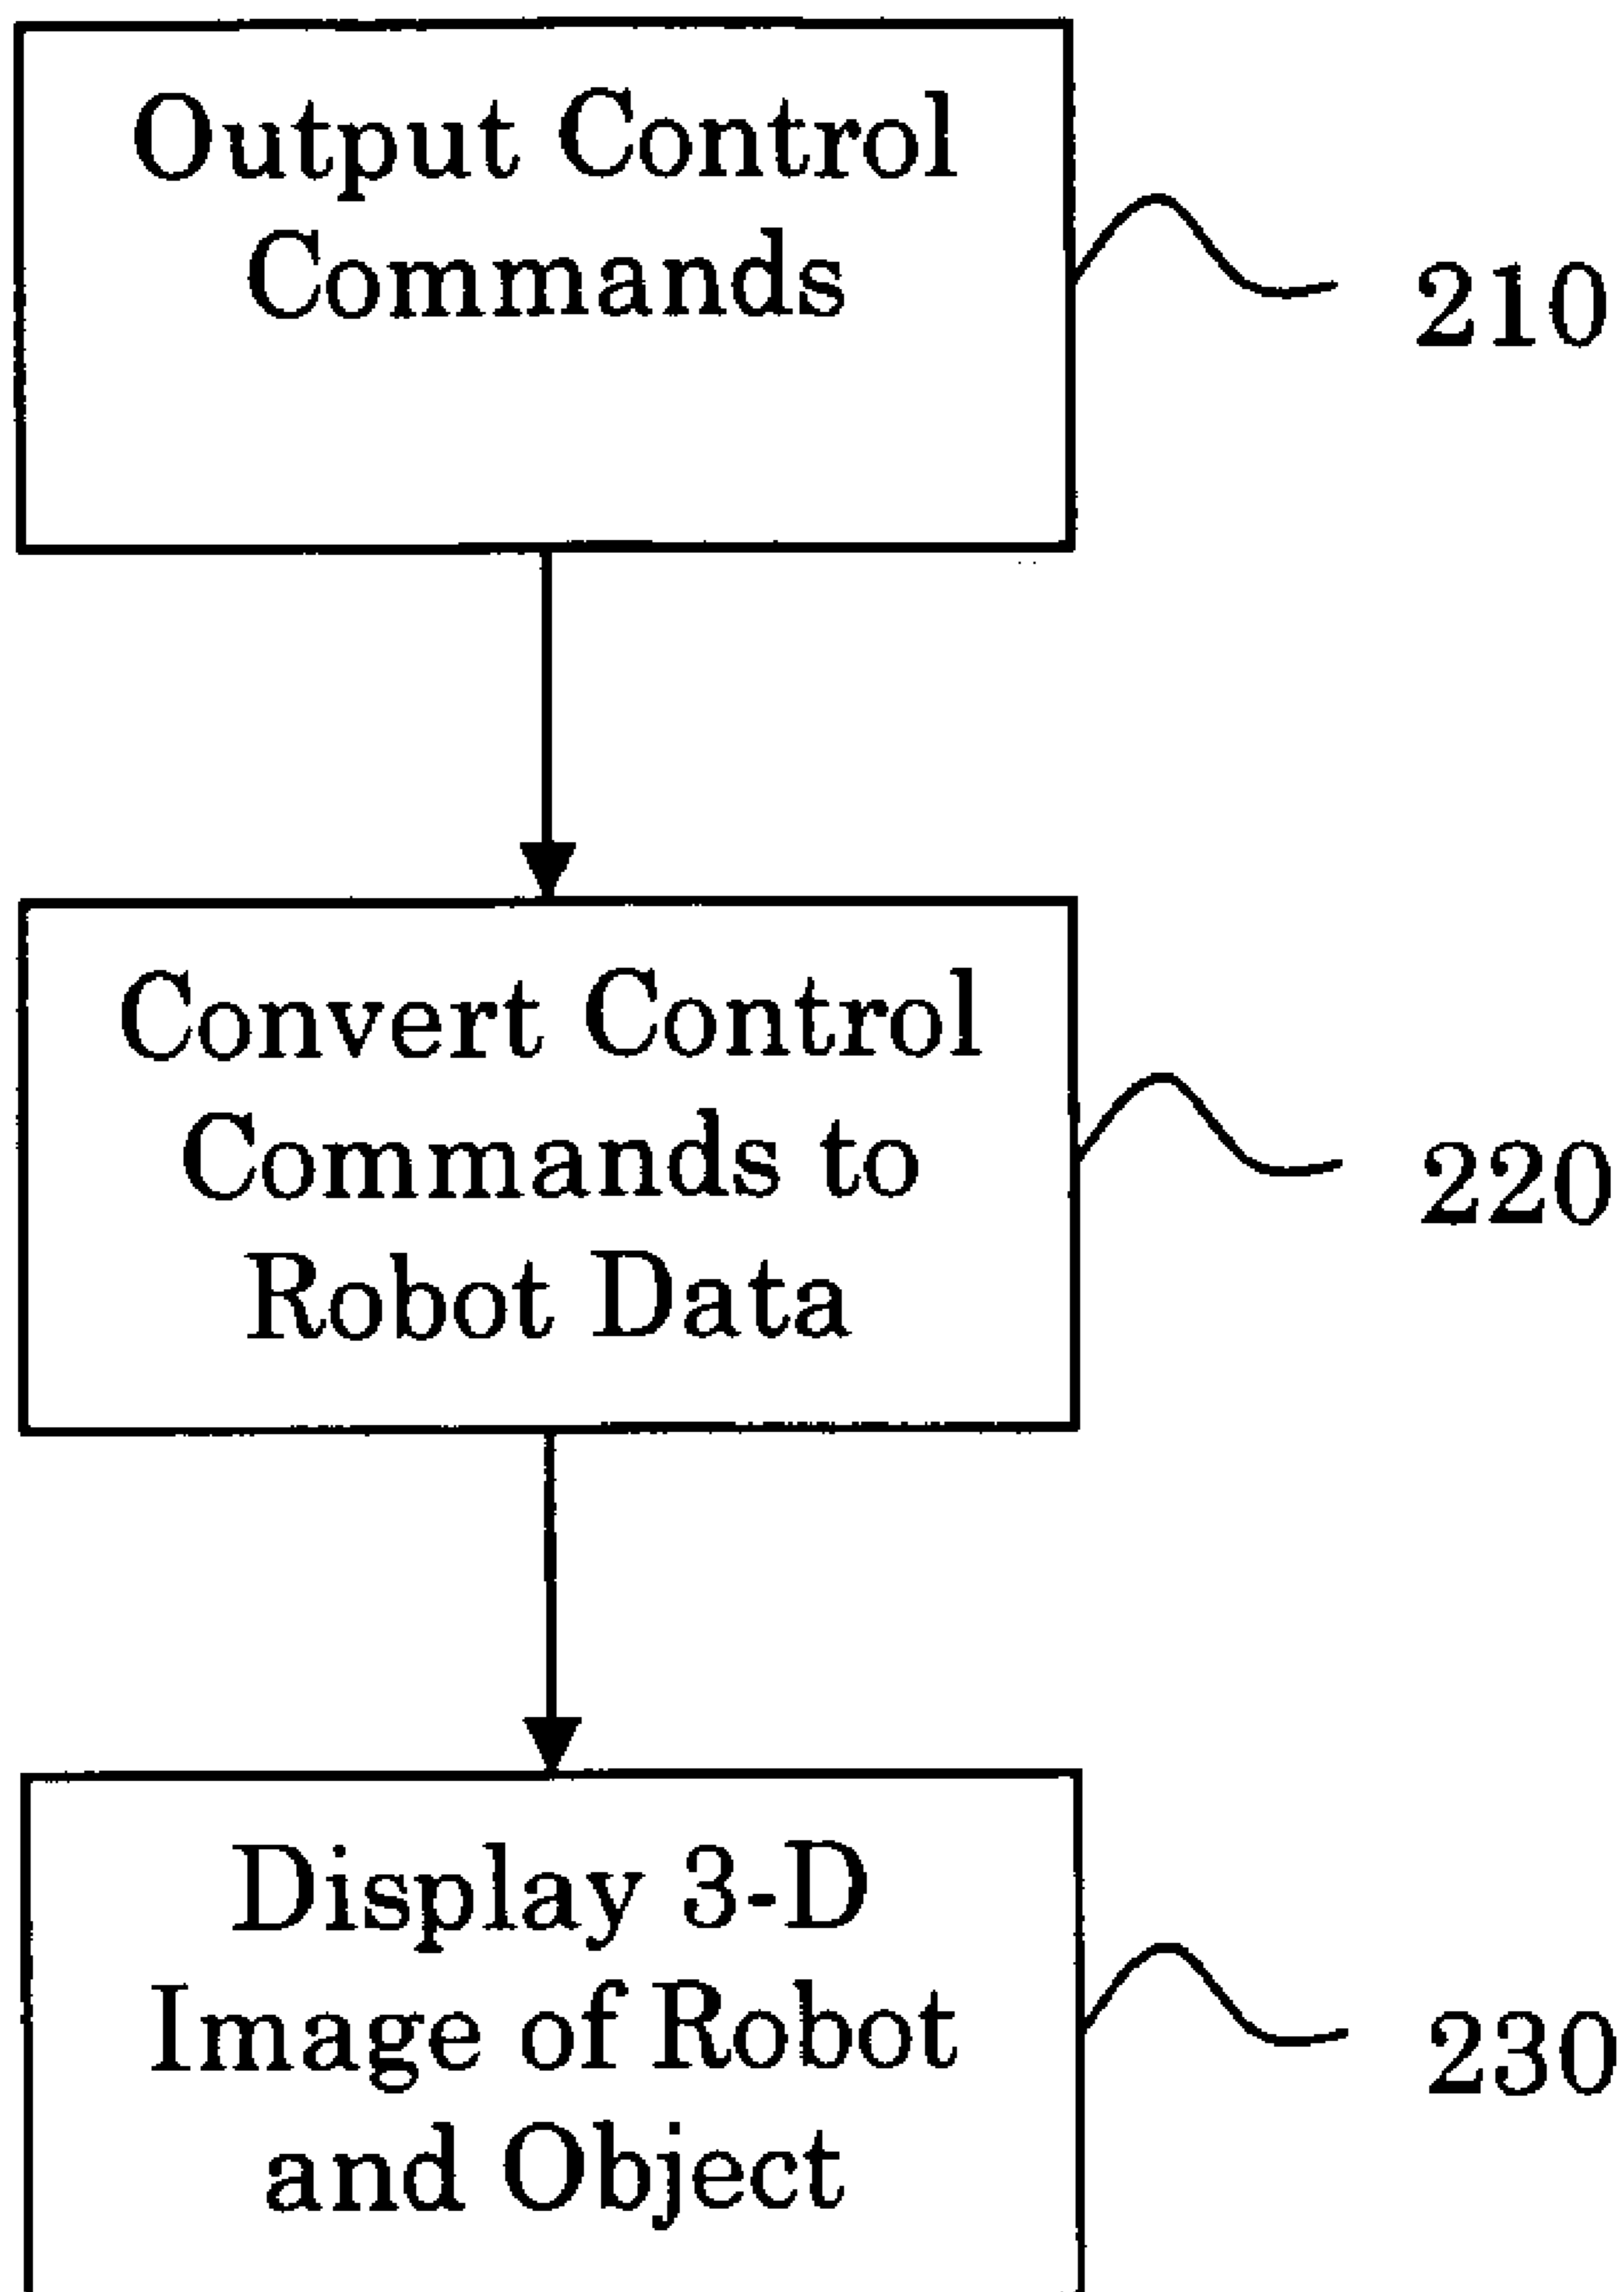 Output Control
Commands
210
Convert Control
Commands to
Robot Data
220
Display 3-D
Image of Robot
and Object
230